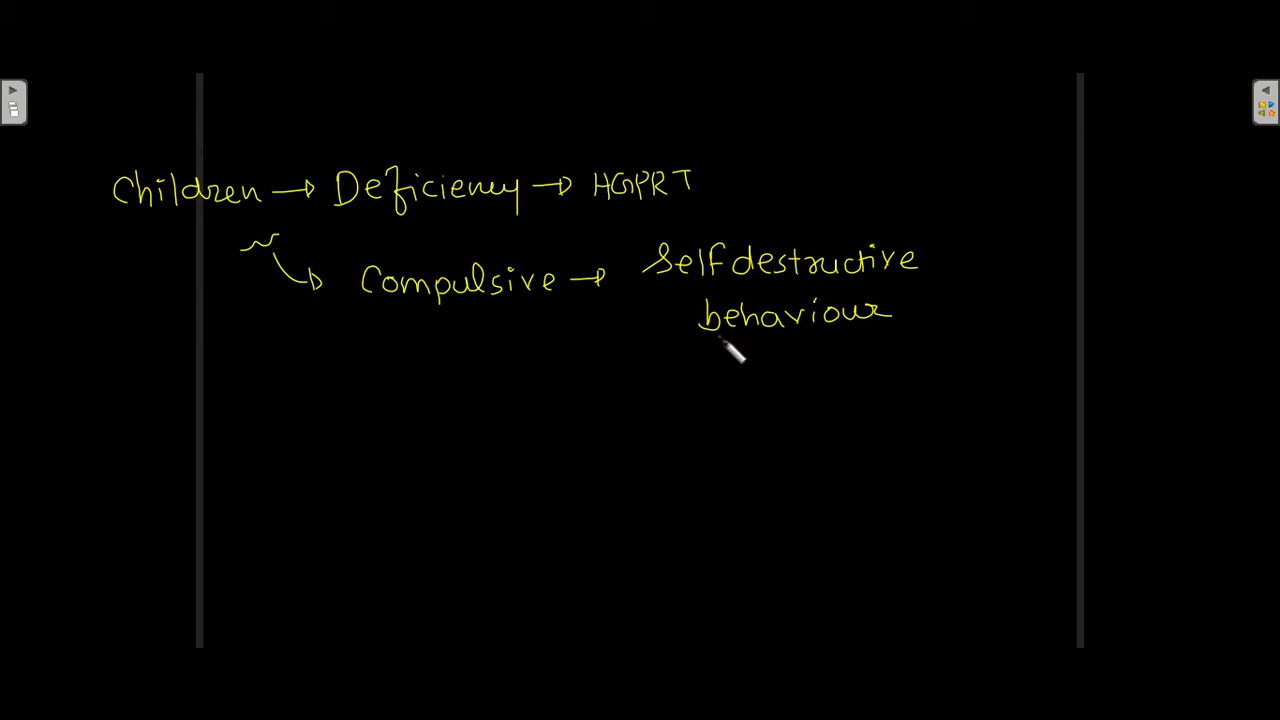 Children → Deficiency → HGPRT
Compulsive → Self destructive
behaviour